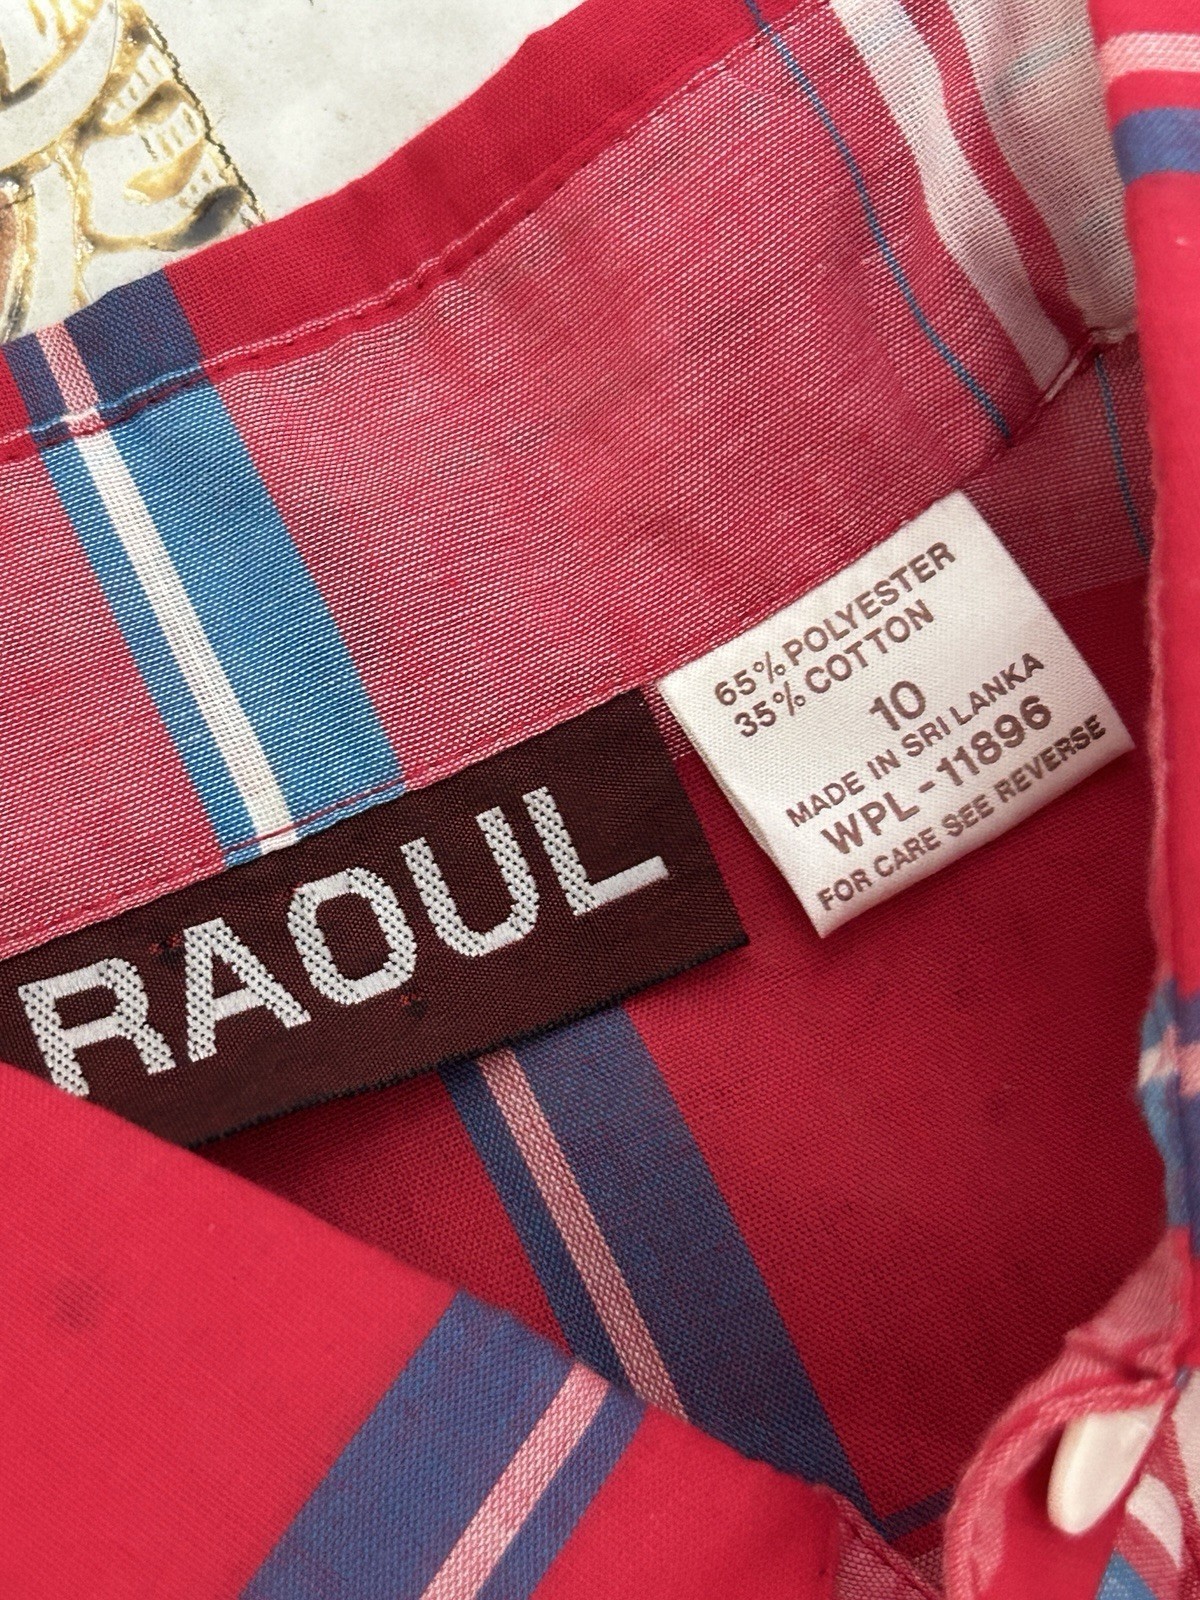 RAOUL
65% POLYESTER
35% COTTON
10
MADE IN SRI LANKA
WPL-11896
FOR CARE SEE REVERSE